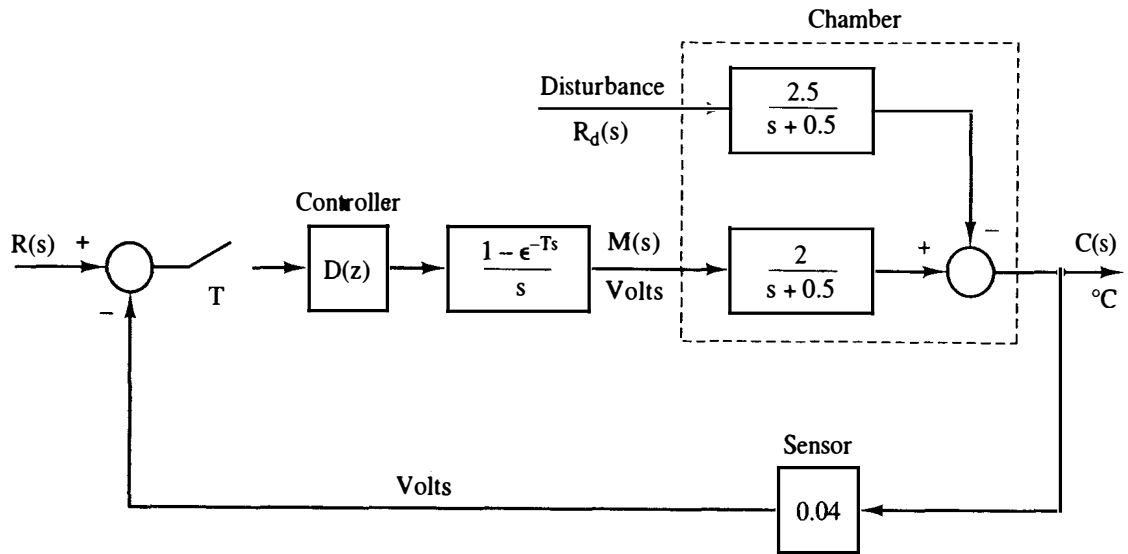 Chamber
Disturbance
R_d(s)
2.5
s + 0.5
Controller
R(s) +
−
T
D(z)
1 − ϵ^{−Ts}
s
M(s)
Volts
2
s + 0.5
+
−
C(s)
°C
Sensor
0.04
Volts